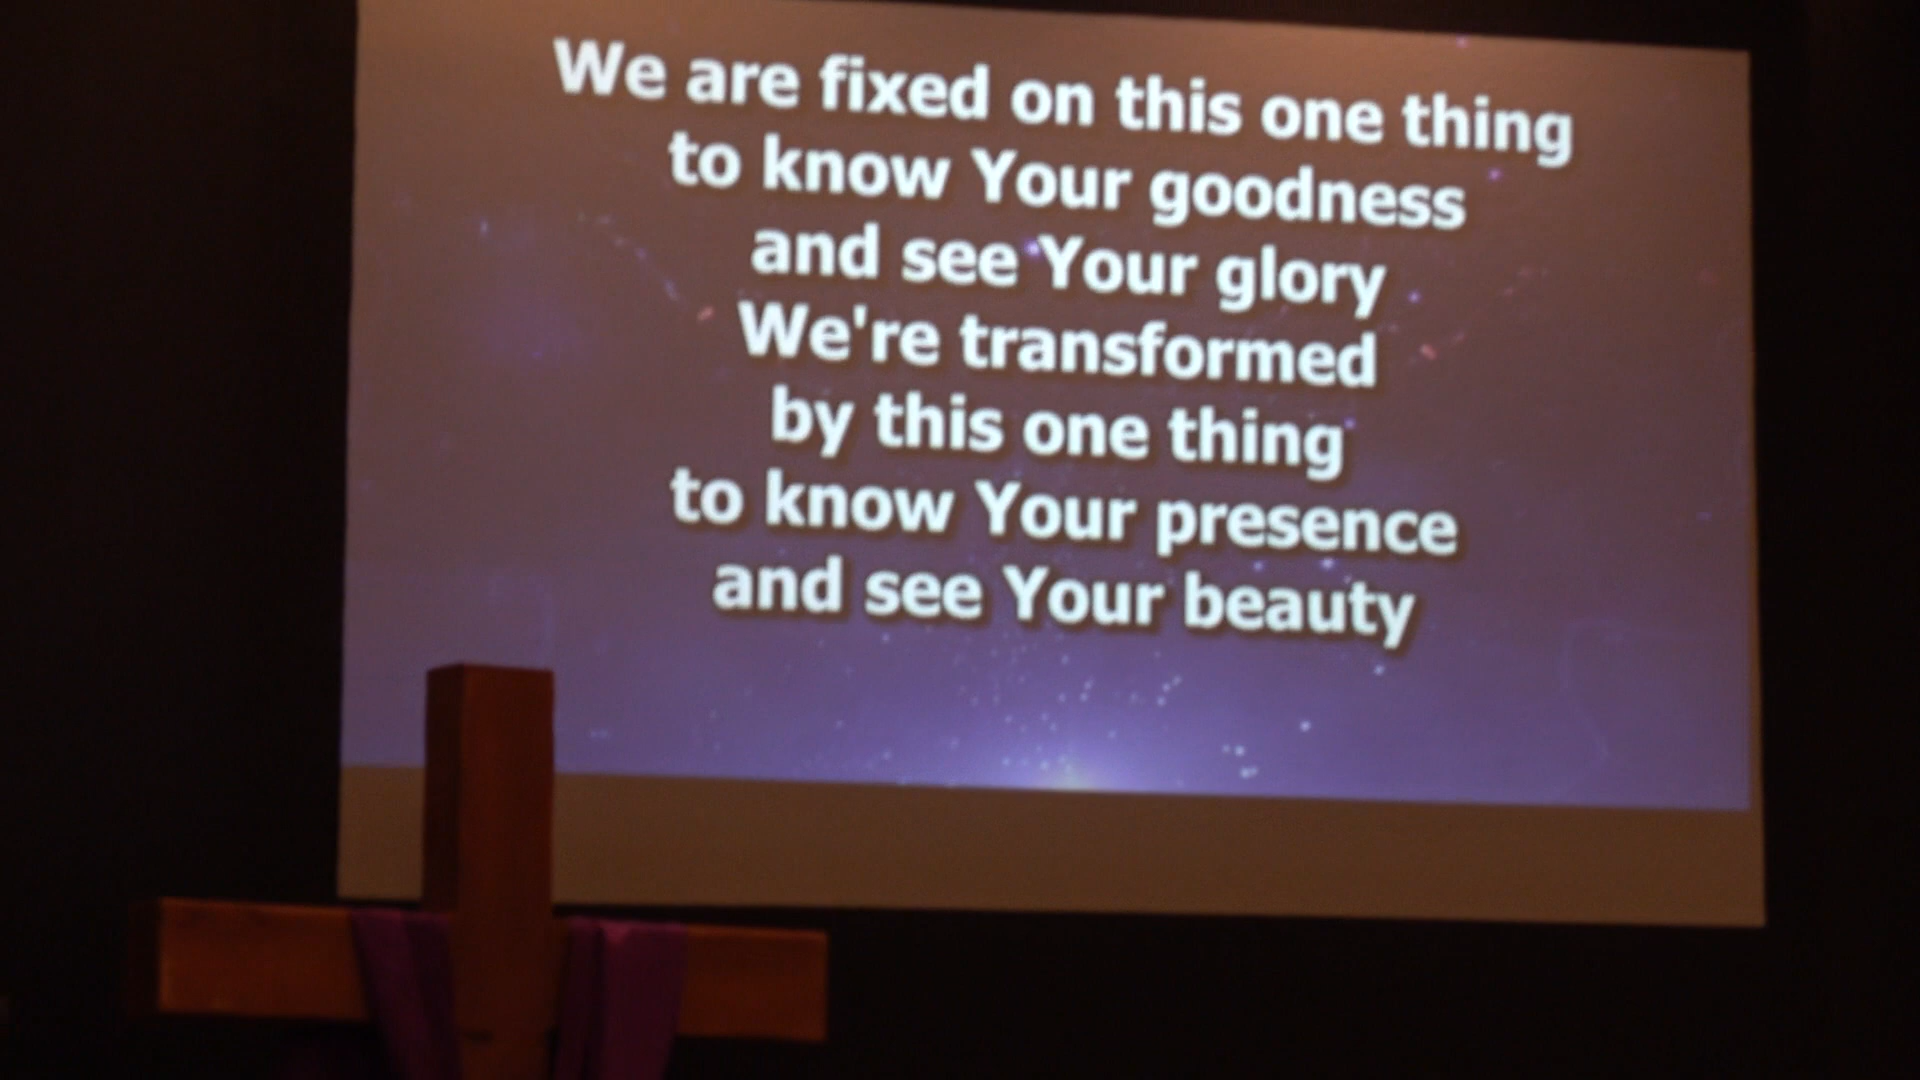 We are fixed on this one thing
to know Your goodness
and see Your glory
We're transformed
by this one thing
to know Your presence
and see Your beauty